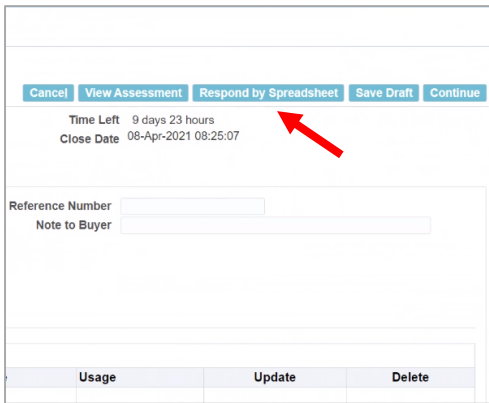 Cancel View Assessment Respond by Spreadsheet Save Draft Continue
Time Left 9 days 23 hours
Close Date 08-Apr-2021 08:25:07
Reference Number
Note to Buyer
Usage Update Delete